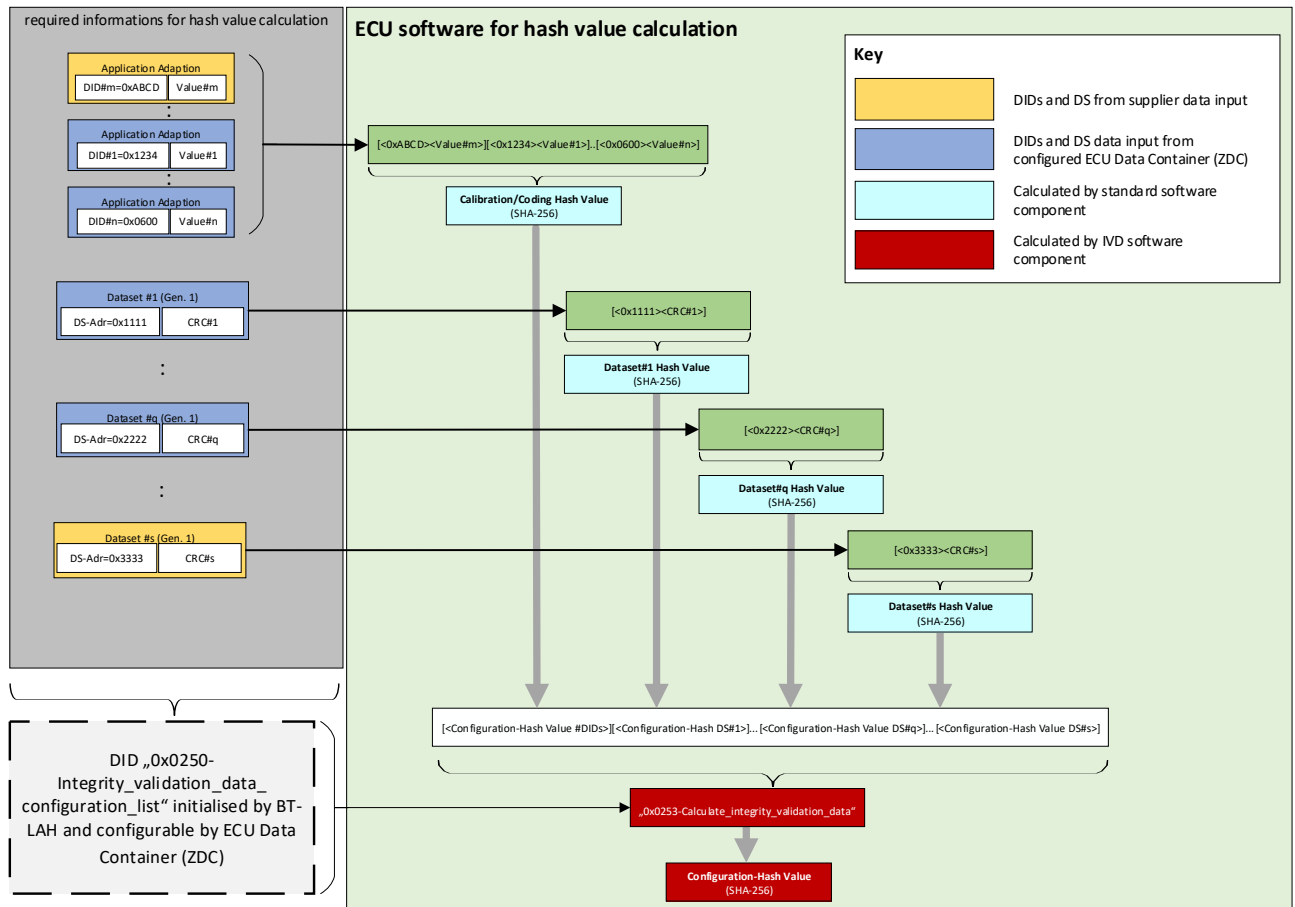 required informations for hash value calculation
Application Adaption
DID#m=0xABCD
Value#m
:
Application Adaption
DID#1=0x1234
Value#1
:
Application Adaption
DID#n=0x0600
Value#n
Dataset #1 (Gen. 1)
DS-Adr=0x1111
CRC#1
:
Dataset #q (Gen. 1)
DS-Adr=0x2222
CRC#q
:
Dataset #s (Gen. 1)
DS-Adr=0x3333
CRC#s
DID „0x0250-
Integrity_validation_data_
configuration_list“ initialised by BT-
LAH and configurable by ECU Data
Container (ZDC)
ECU software for hash value calculation
Key
DIDs and DS from supplier data input
DIDs and DS data input from
configured ECU Data Container (ZDC)
Calculated by standard software
component
Calculated by IVD software
component
[<0xABCD><Value#m>][<0x1234><Value#1>]..[<0x0600><Value#n>]
Calibration/Coding Hash Value
(SHA-256)
[<0x1111><CRC#1>]
Dataset#1 Hash Value
(SHA-256)
[<0x2222><CRC#q>]
Dataset#q Hash Value
(SHA-256)
[<0x3333><CRC#s>]
Dataset#s Hash Value
(SHA-256)
[<Configuration-Hash Value #DIDs>][<Configuration-Hash DS#1>]... [<Configuration-Hash Value DS#q>]... [<Configuration-Hash Value DS#s>]
„0x0253-Calculate_integrity_validation_data“
Configuration-Hash Value
(SHA-256)